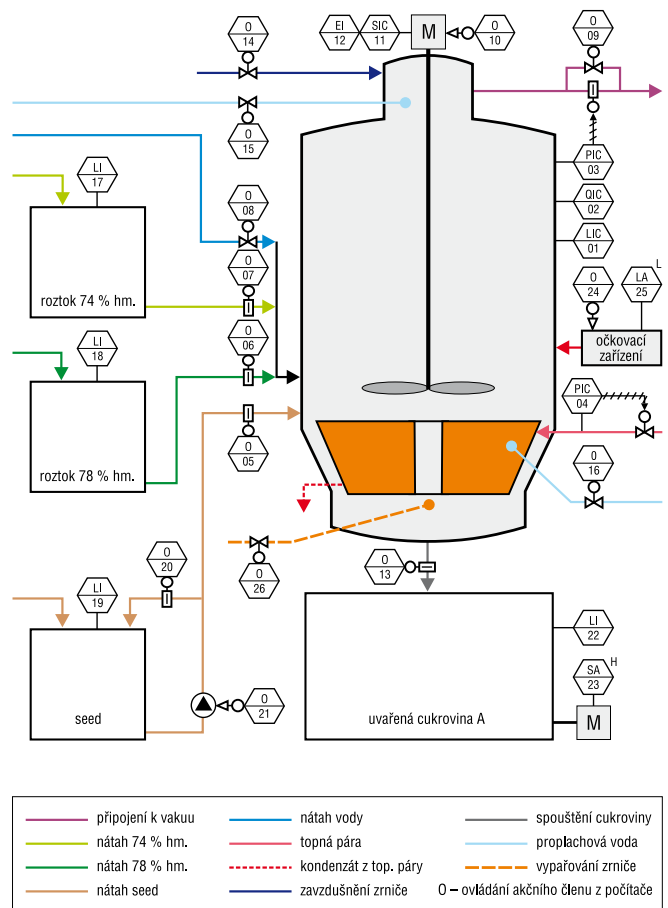 O
14
EI
12
SIC
11
M
O
10
O
09
O
15
PIC
03
QIC
02
LIC
01
LI
17
O
08
O
07
roztok 74 % hm.
O
24
LA
25
L
LI
18
O
06
očkovací
zařízení
PIC
04
roztok 78 % hm.
O
05
0
16
O
20
O
26
O
13
LI
19
LI
22
O
21
SA
23
H
seed
uvařená cukrovina A
M
připojení k vakuu
nátah vody
spouštění cukroviny
nátah 74 % hm.
topná pára
proplachová voda
nátah 78 % hm.
kondenzát z top. páry
vypařování zrniče
nátah seed
zavzdušnění zrniče
O – ovládání akčního členu z počítače